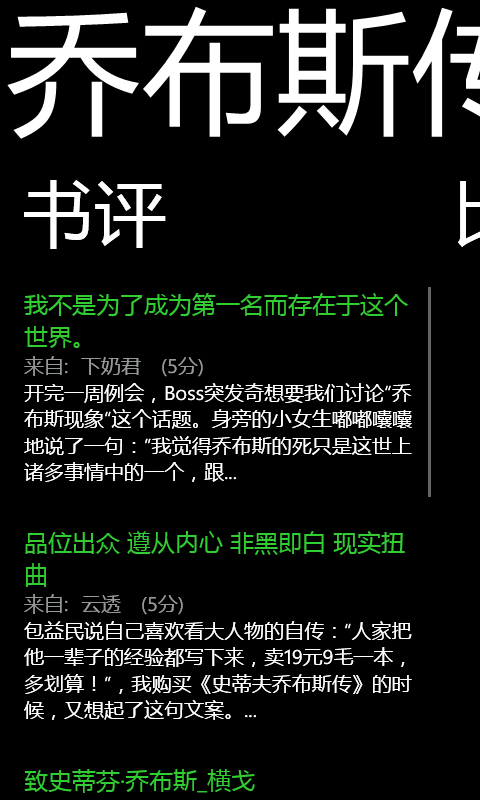 乔布斯传
书评
我不是为了成为第一名而存在于这个
世界。
来自: 下奶君 (5分)
开完一周例会，Boss突发奇想要我们讨论“乔
布斯现象”这个话题。身旁的小女生嘟嘟囔囔
地说了一句：“我觉得乔布斯的死只是这世上
诸多事情中的一个，跟...
品位出众 遵从内心 非黑即白 现实扭
曲
来自: 云透 (5分)
包益民说自己喜欢看大人物的自传：“人家把
他一辈子的经验都写下来，卖19元9毛一本，
多划算！”，我购买《史蒂夫乔布斯传》的时
候，又想起了这句文案。...
致史蒂芬·乔布斯_横戈